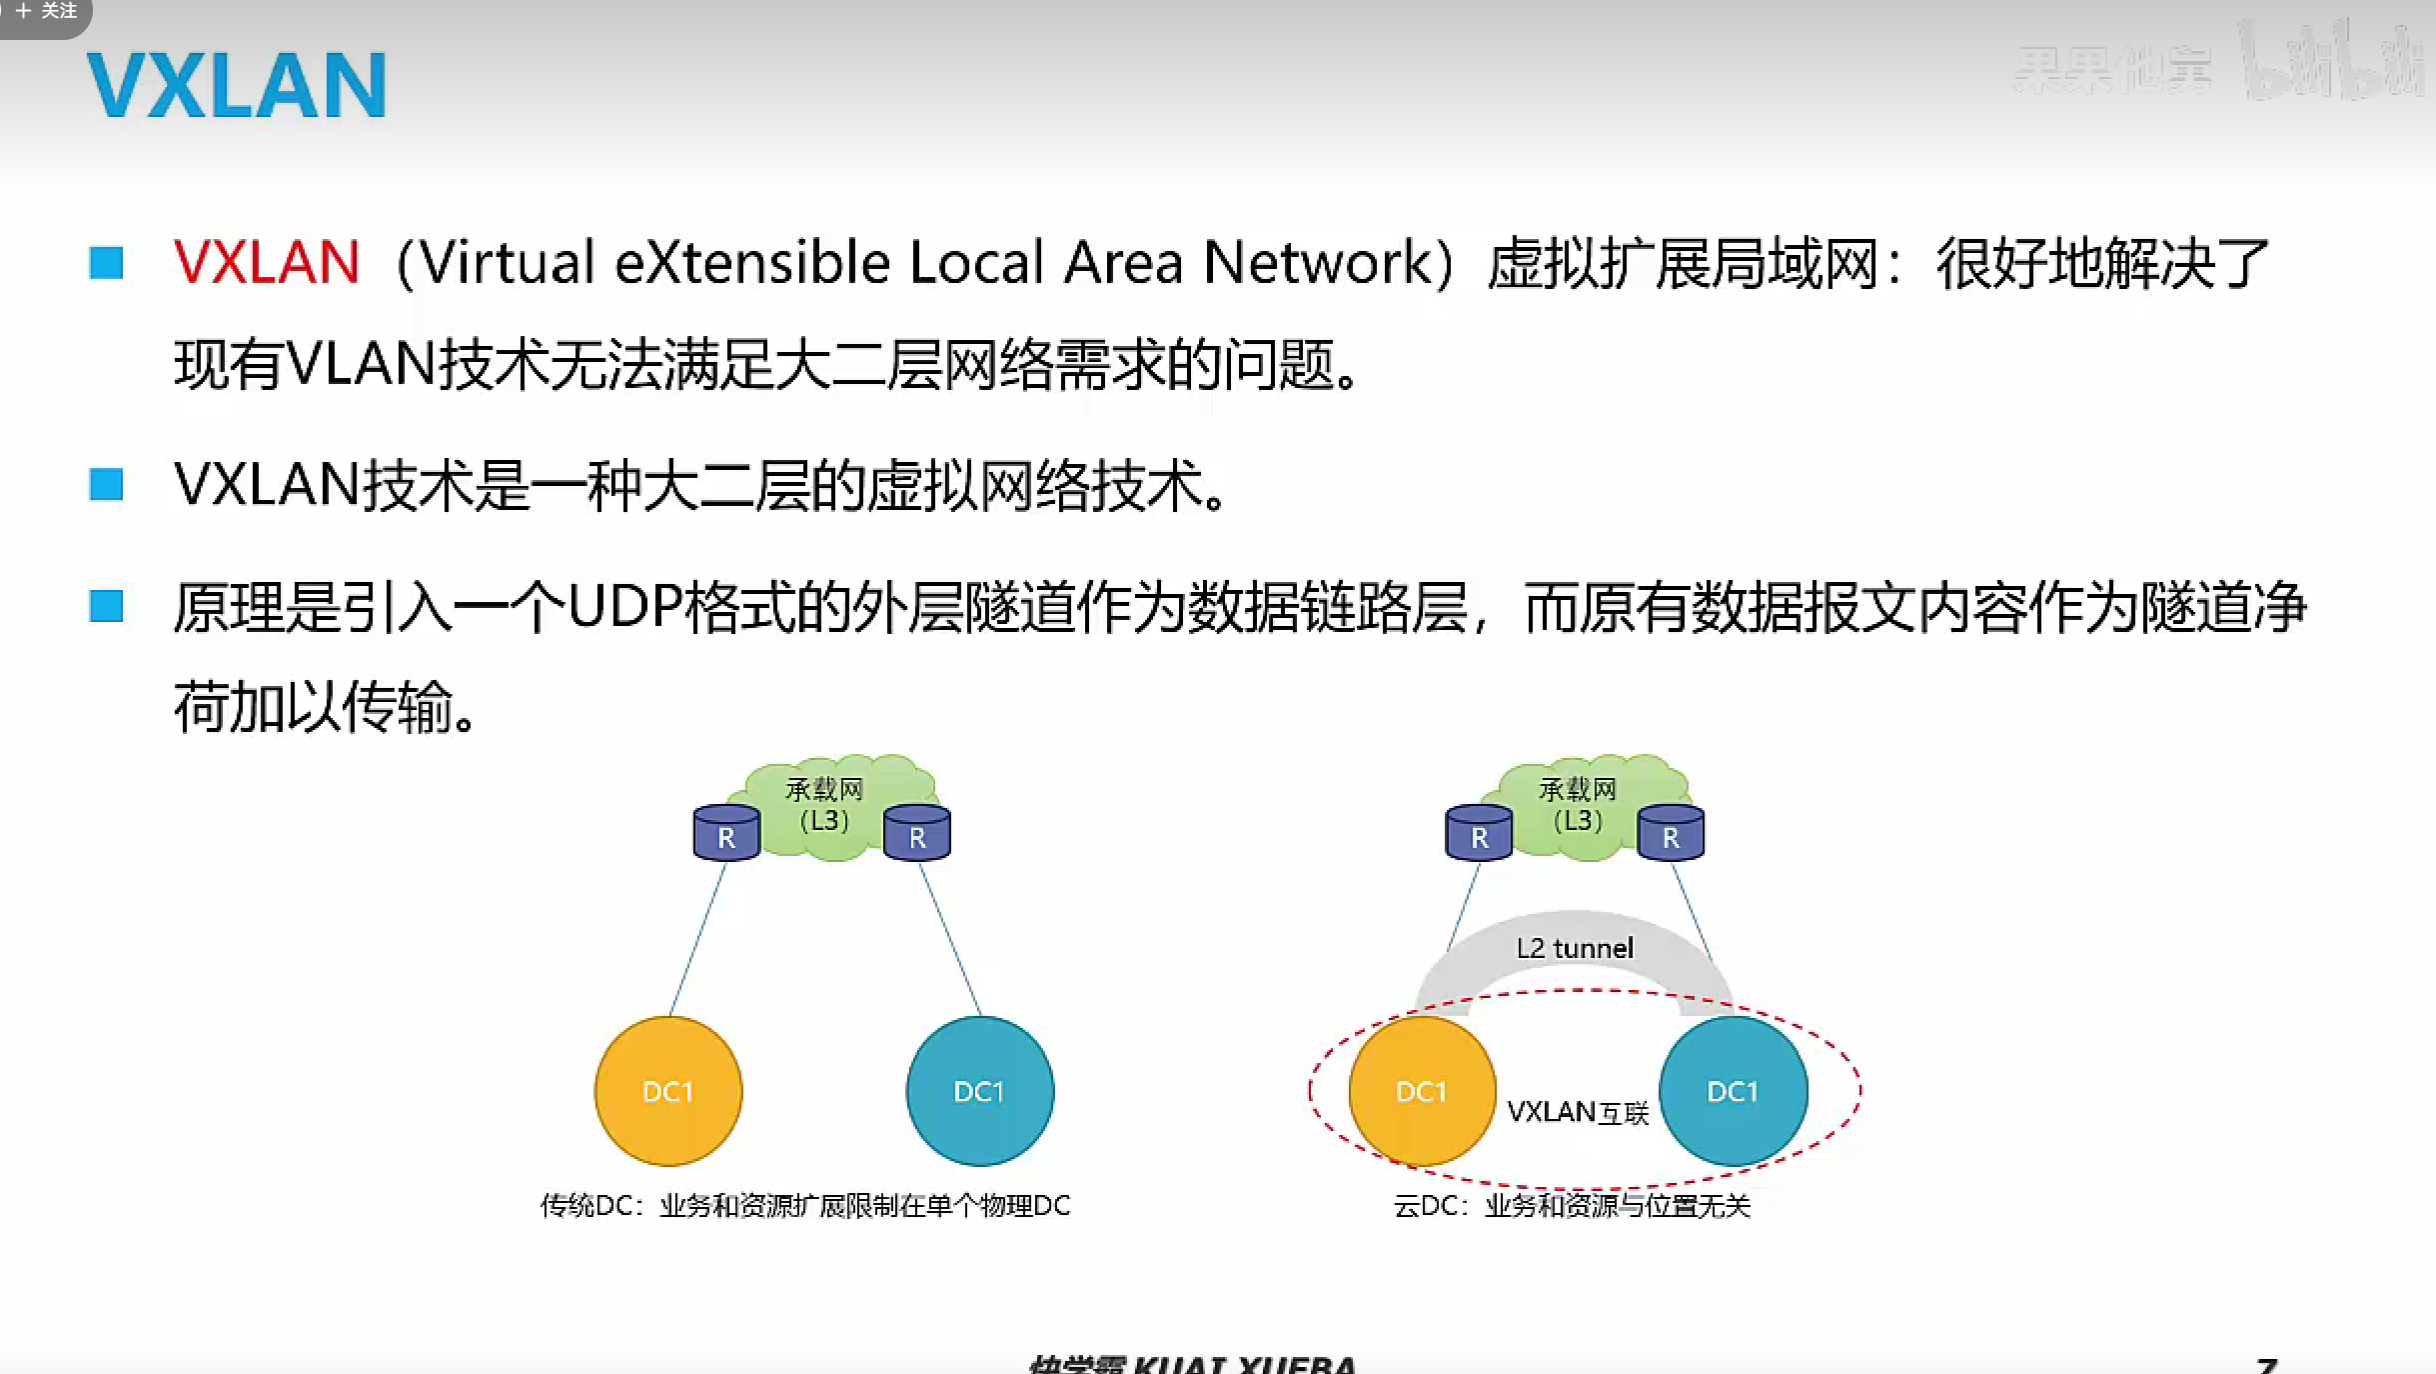 + 关注
VXLAN
果果他舅 bilibili
VXLAN（Virtual eXtensible Local Area Network）虚拟扩展局域网：很好地解决了
现有VLAN技术无法满足大二层网络需求的问题。
VXLAN技术是一种大二层的虚拟网络技术。
原理是引入一个UDP格式的外层隧道作为数据链路层，而原有数据报文内容作为隧道净
荷加以传输。
承载网
（L3）
R
R
DC1
DC1
传统DC：业务和资源扩展限制在单个物理DC
承载网
（L3）
R
R
L2 tunnel
DC1
VXLAN互联
DC1
云DC：业务和资源与位置无关
快学霸 KUAI XUEBA
7